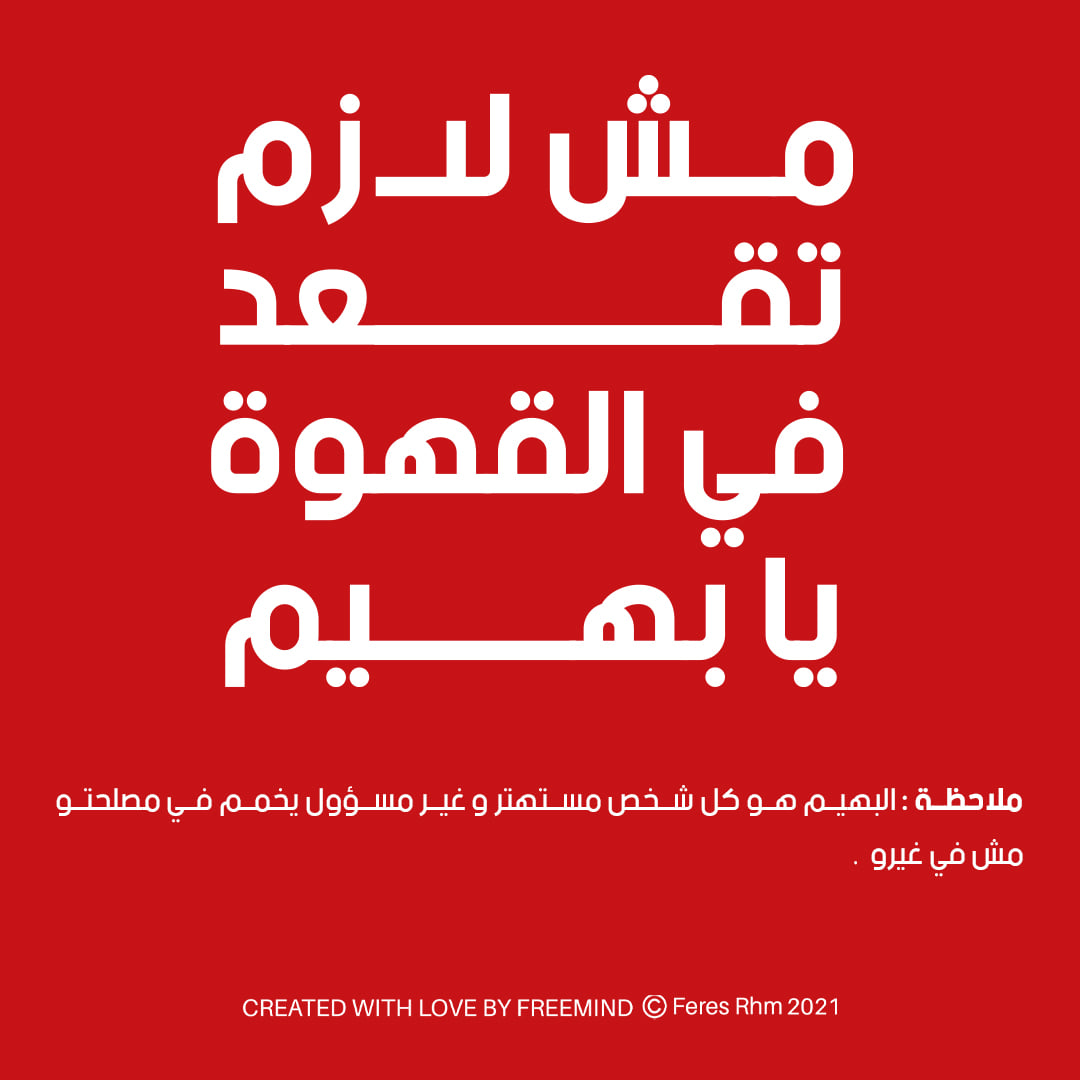 مش لازم
تقعد
في القهوة
يا بهيم
ملاحظة : البهيم هو كل شخص مستهتر و غير مسؤول يخمم في مصلحتو
مش في غيرو .
CREATED WITH LOVE BY FREEMIND © Feres Rhm 2021